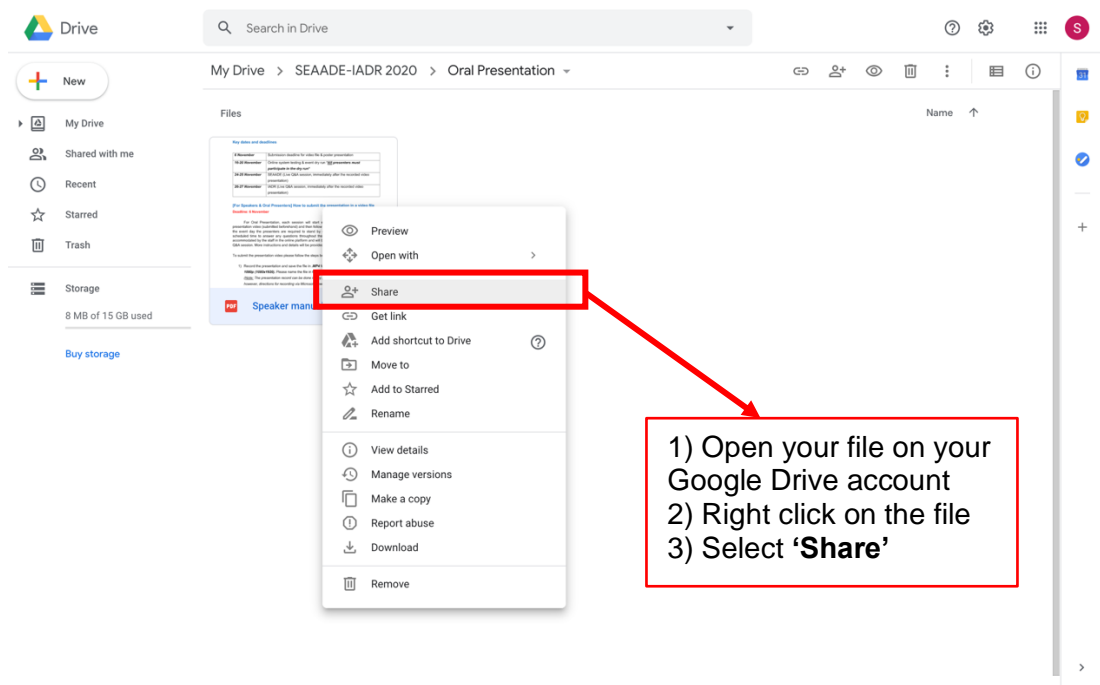 Drive
Search in Drive
S
New
My Drive > SEAADE-IADR 2020 > Oral Presentation
31
My Drive
Shared with me
Recent
Starred
Trash
Storage
8 MB of 15 GB used
Buy storage
Files
Name
Key dates and deadlines
PDF
Speaker manu
Preview
Open with
Share
Get link
Add shortcut to Drive
Move to
Add to Starred
Rename
View details
Manage versions
Make a copy
Report abuse
Download
Remove
1) Open your file on your
Google Drive account
2) Right click on the file
3) Select ‘Share’